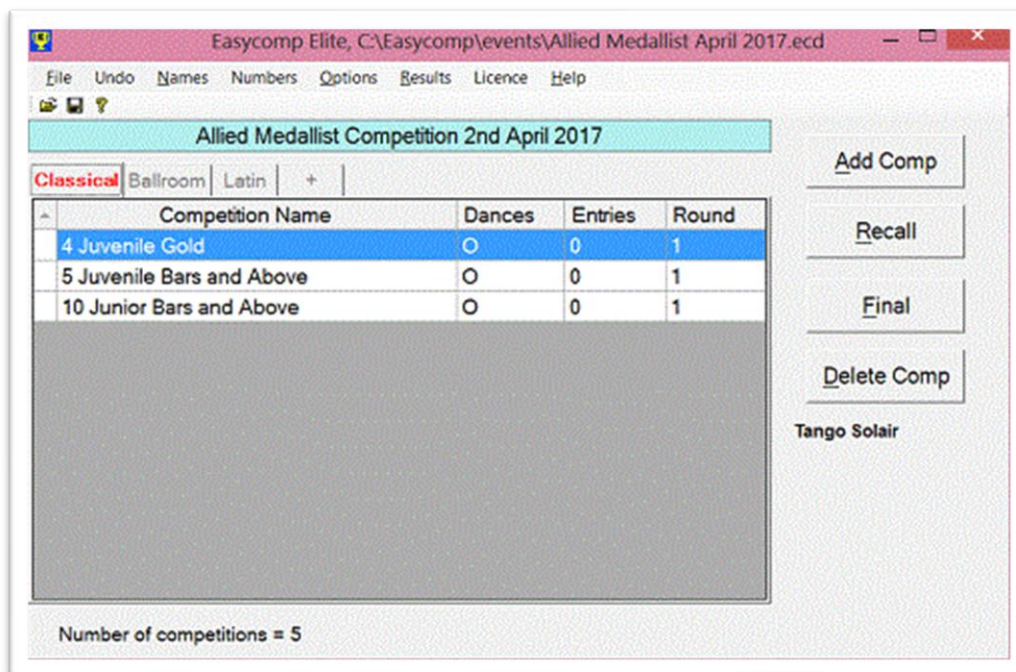 Easycomp Elite, C:\Easycomp\events\Allied Medallist April 2017.ecd
File Undo Names Numbers Options Results Licence Help
Allied Medallist Competition 2nd April 2017
Classical Ballroom Latin +
Competition Name Dances Entries Round
4 Juvenile Gold O 0 1
5 Juvenile Bars and Above O 0 1
10 Junior Bars and Above O 0 1
Number of competitions = 5
Add Comp
Recall
Final
Delete Comp
Tango Solair